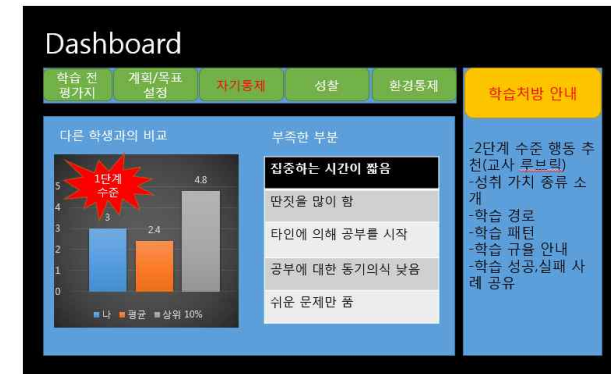 Dashboard
학습 전
평가지
계획/목표
설정
자기통제
성찰
환경통제
학습처방 안내
다른 학생과의 비교
1단계
수준
5
4
3
2
1
0
3
2.4
4.8
나
평균
상위 10%
부족한 부분
집중하는 시간이 짧음
딴짓을 많이 함
타인에 의해 공부를 시작
공부에 대한 동기의식 낮음
쉬운 문제만 품
-2단계 수준 행동 추
천(교사 루브릭)
-성취 가치 종류 소
개
-학습 경로
-학습 패턴
-학습 규율 안내
-학습 성공,실패 사
례 공유